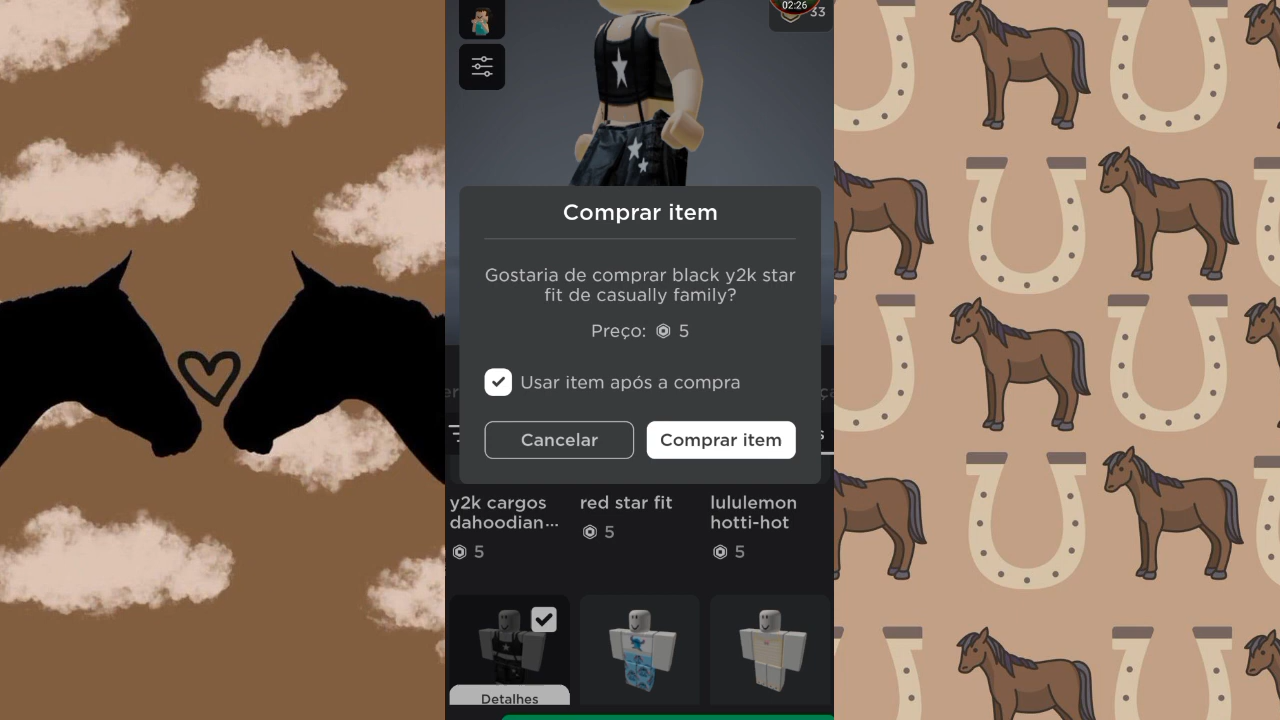 02:26
33
Comprar item
Gostaria de comprar black y2k star
fit de casually family?
Preço: 5
Usar item após a compra
Cancelar
Comprar item
y2k cargos
dahoodian...
5
red star fit
5
lululemon
hotti-hot
5
Detalhes